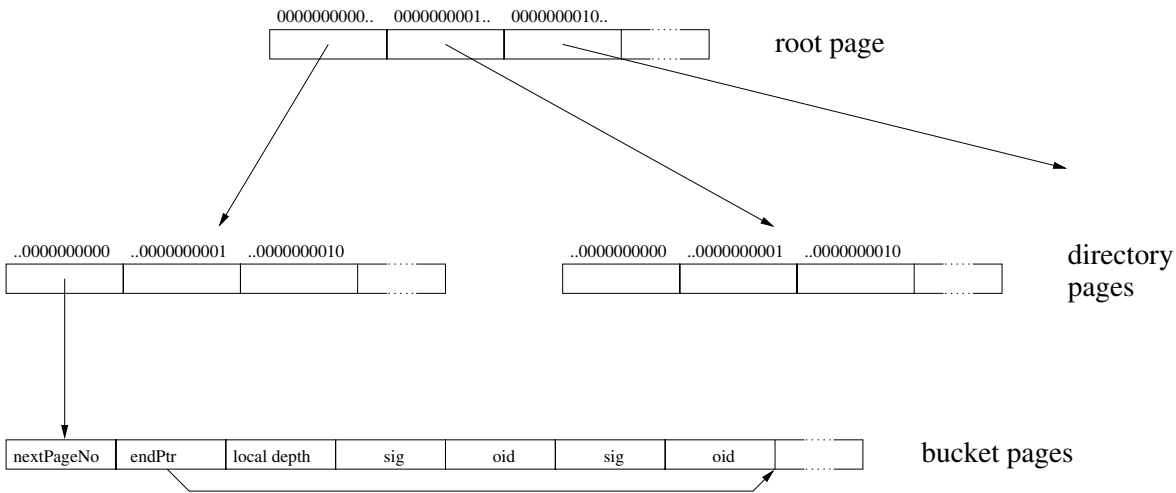 0000000000.. 0000000001.. 0000000010..
root page
..0000000000 ..0000000001 ..0000000010
..0000000000 ..0000000001 ..0000000010
directory
pages
nextPageNo endPtr local depth sig oid sig oid
bucket pages